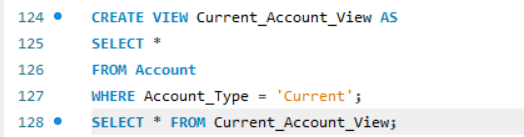 124 CREATE VIEW Current_Account_View AS
125 SELECT *
126 FROM Account
127 WHERE Account_Type = 'Current';
128 SELECT * FROM Current_Account_View;